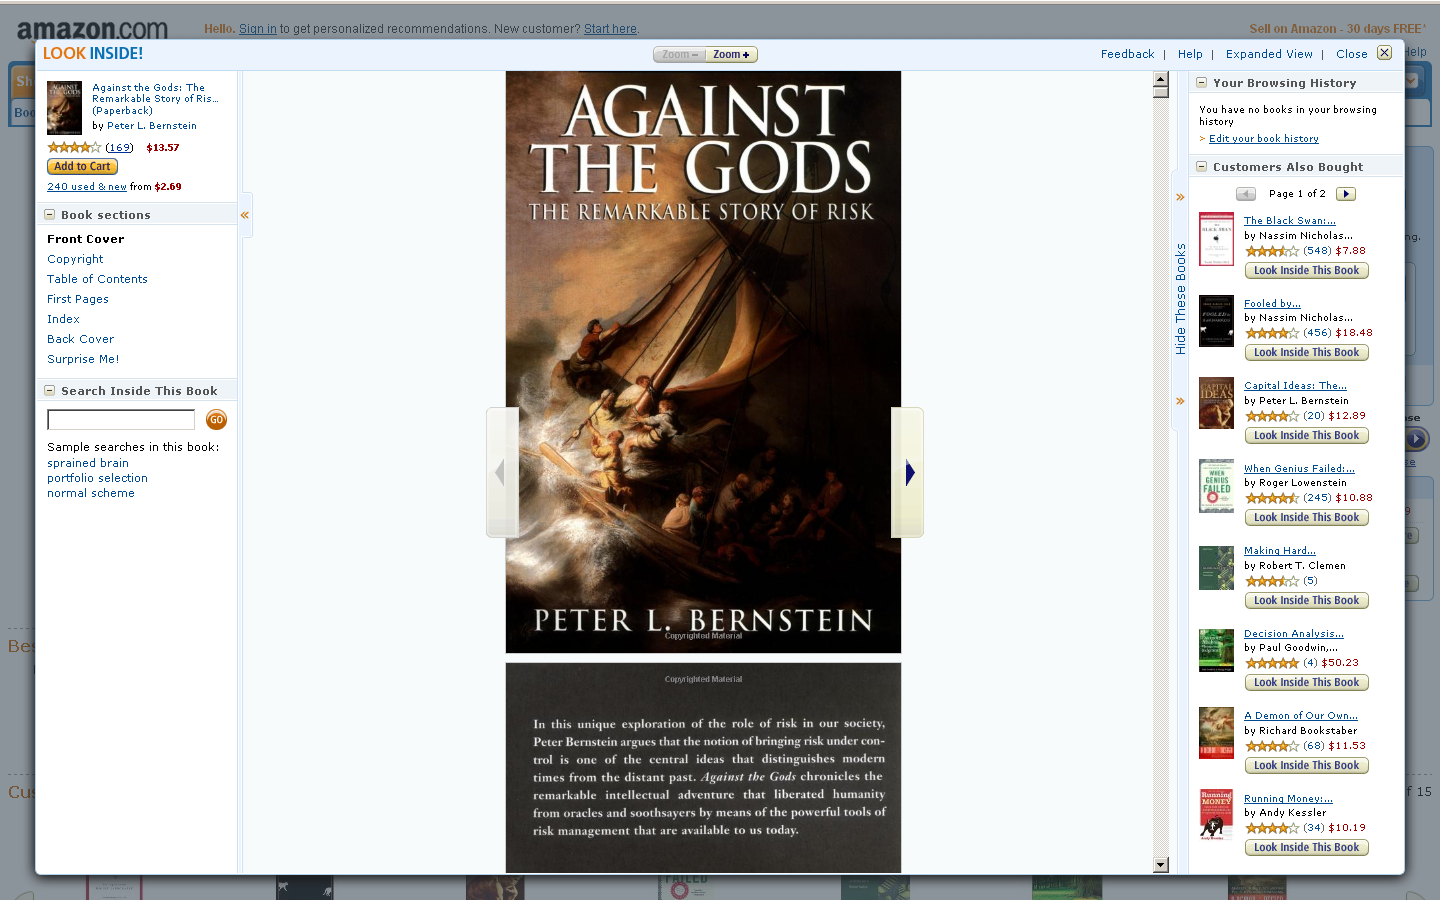 amazon.com
Hello. Sign in to get personalized recommendations. New customer? Start here.
Sell on Amazon - 30 days FREE*
Help
LOOK INSIDE!
Zoom −
Zoom +
Feedback | Help | Expanded View | Close
Against the Gods: The
Remarkable Story of Ris...
(Paperback)
by Peter L. Bernstein
(169) $13.57
Add to Cart
240 used & new from $2.69
Book sections
Front Cover
Copyright
Table of Contents
First Pages
Index
Back Cover
Surprise Me!
Search Inside This Book
GO
Sample searches in this book:
sprained brain
portfolio selection
normal scheme
«
AGAINST
THE GODS
THE REMARKABLE STORY OF RISK
PETER L. BERNSTEIN
Copyrighted Material
Copyrighted Material
In this unique exploration of the role of risk in our society,
Peter Bernstein argues that the notion of bringing risk under con-
trol is one of the central ideas that distinguishes modern
times from the distant past. Against the Gods chronicles the
remarkable intellectual adventure that liberated humanity
from oracles and soothsayers by means of the powerful tools of
risk management that are available to us today.
»
Hide These Books
»
Your Browsing History
You have no books in your browsing
history
> Edit your book history
Customers Also Bought
Page 1 of 2
The Black Swan:...
by Nassim Nicholas...
(548) $7.88
Look Inside This Book
Fooled by...
by Nassim Nicholas...
(456) $18.48
Look Inside This Book
Capital Ideas: The...
by Peter L. Bernstein
(20) $12.89
Look Inside This Book
When Genius Failed:...
by Roger Lowenstein
(245) $10.88
Look Inside This Book
Making Hard...
by Robert T. Clemen
(5)
Look Inside This Book
Decision Analysis...
by Paul Goodwin,...
(4) $50.23
Look Inside This Book
A Demon of Our Own...
by Richard Bookstaber
(68) $11.53
Look Inside This Book
Running Money:...
by Andy Kessler
(34) $10.19
Look Inside This Book